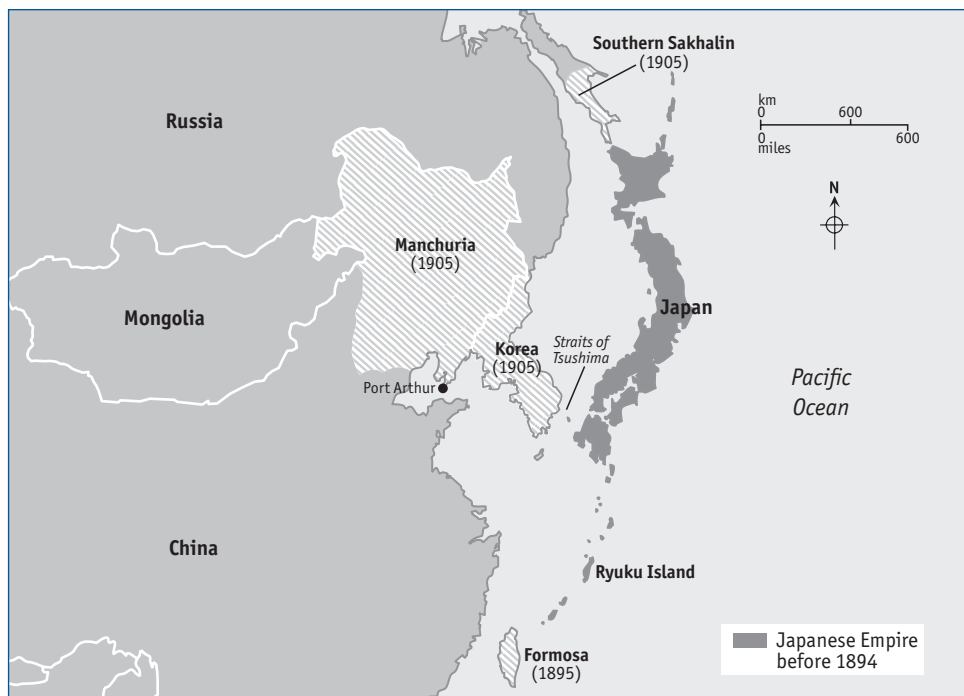 Southern Sakhalin
(1905)
km
0 600
0 600
miles
Russia
N
Manchuria
(1905)
Mongolia
Japan
Straits of
Tsushima
Korea
(1905)
Port Arthur
Pacific
Ocean
China
Ryuku Island
Japanese Empire
before 1894
Formosa
(1895)